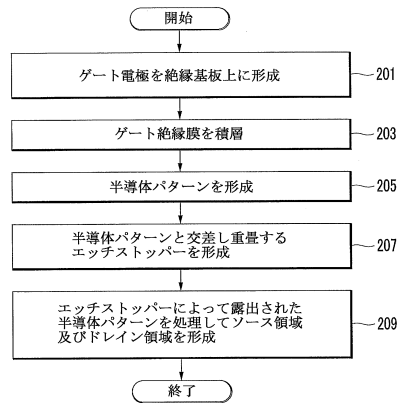 開始
ゲート電極を絶縁基板上に形成
201
ゲート絶縁膜を積層
203
半導体パターンを形成
205
半導体パターンと交差し重畳する
エッチストッパーを形成
207
エッチストッパーによって露出された
半導体パターンを処理してソース領域
及びドレイン領域を形成
209
終了